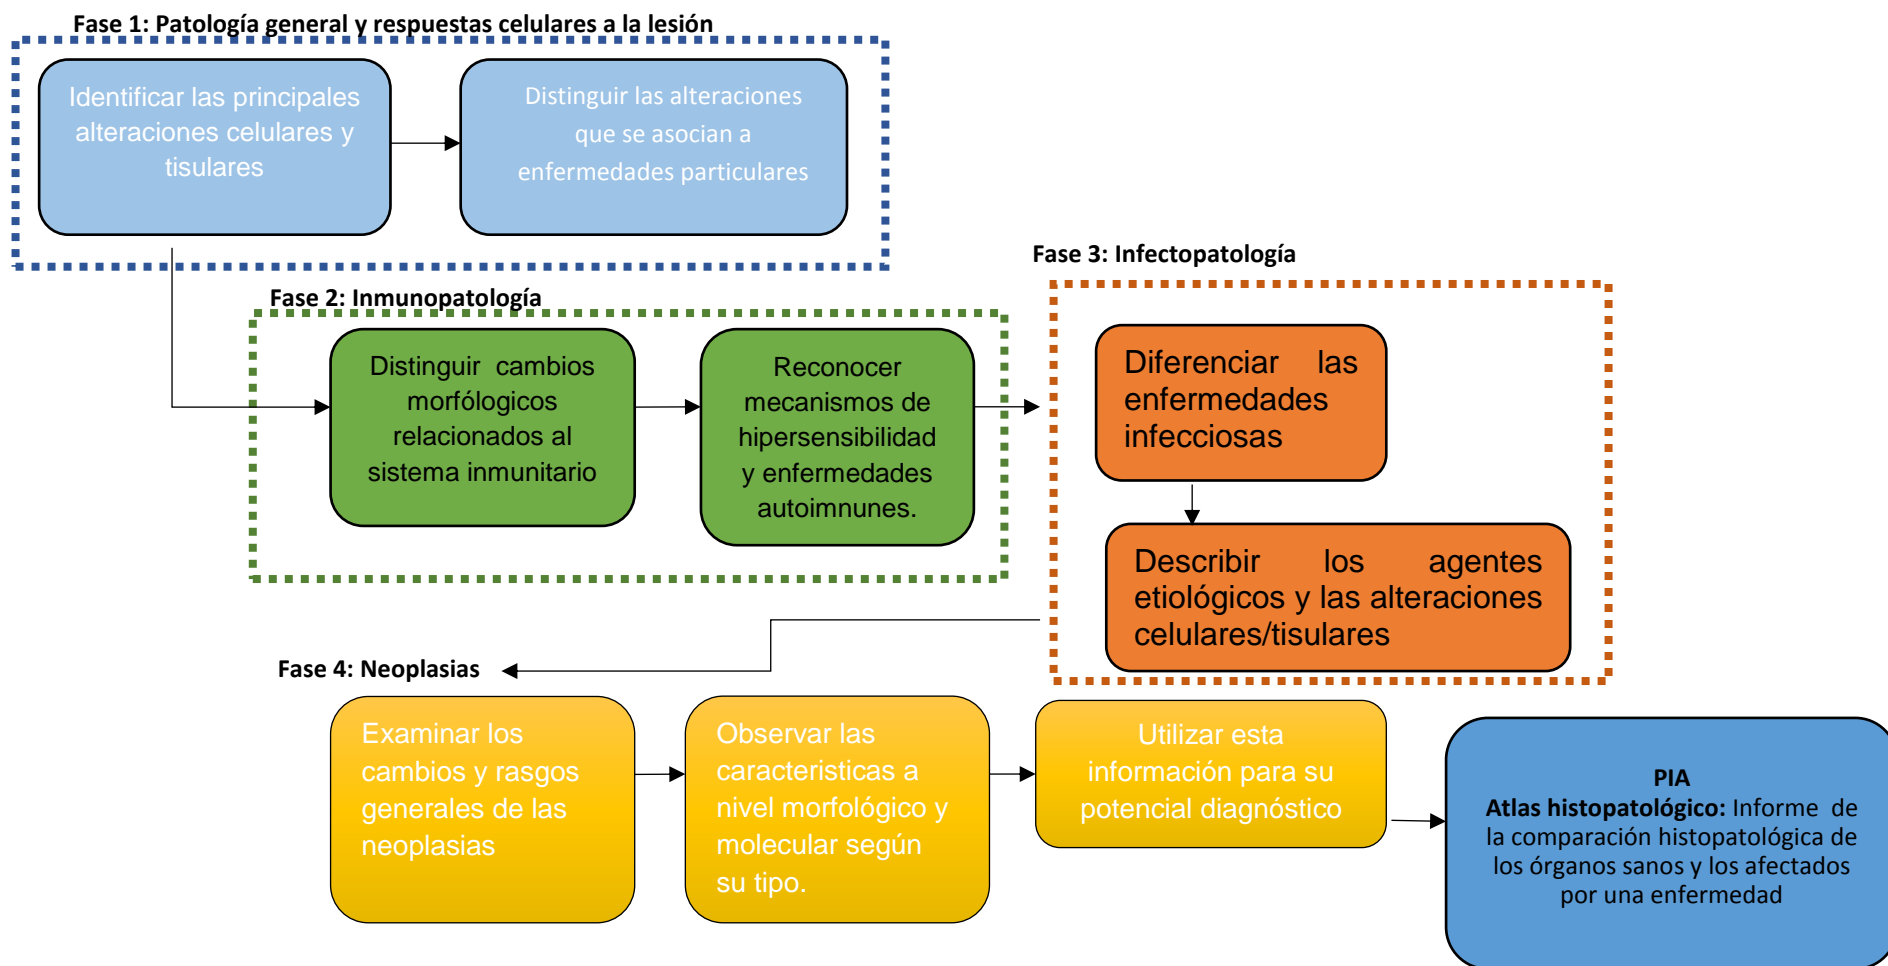 Fase 1: Patología general y respuestas celulares a la lesión
Identificar las principales
alteraciones celulares y
tisulares
Distinguir las alteraciones
que se asocian a
enfermedades particulares
Fase 2: Inmunopatología
Distinguir cambios
morfólogicos
relacionados al
sistema inmunitario
Reconocer
mecanismos de
hipersensibilidad
y enfermedades
autoimnunes.
Fase 3: Infectopatología
Diferenciar las
enfermedades
infecciosas
Describir los agentes
etiológicos y las alteraciones
celulares/tisulares
Fase 4: Neoplasias
Examinar los
cambios y rasgos
generales de las
neoplasias
Observar las
caracteristicas a
nivel morfológico y
molecular según
su tipo.
Utilizar esta
información para su
potencial diagnóstico
PIA
Atlas histopatológico: Informe de
la comparación histopatológica de
los órganos sanos y los afectados
por una enfermedad